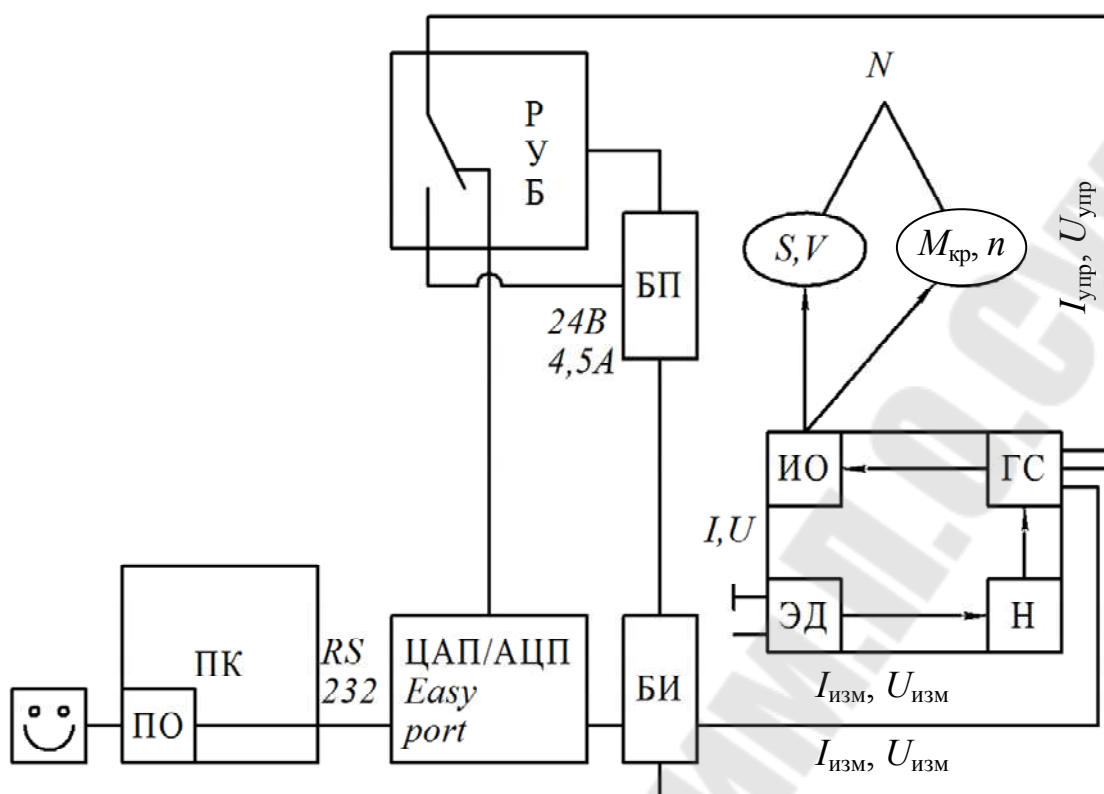 N
Р
У
Б
S,V
Mкр, n
Iупр, Uупр
БП
24В
4,5А
ИО
ГС
I,U
ЭД
Н
ПК
RS
232
ЦАП/АЦП
Easy
port
БИ
ПО
Iизм, Uизм
Iизм, Uизм